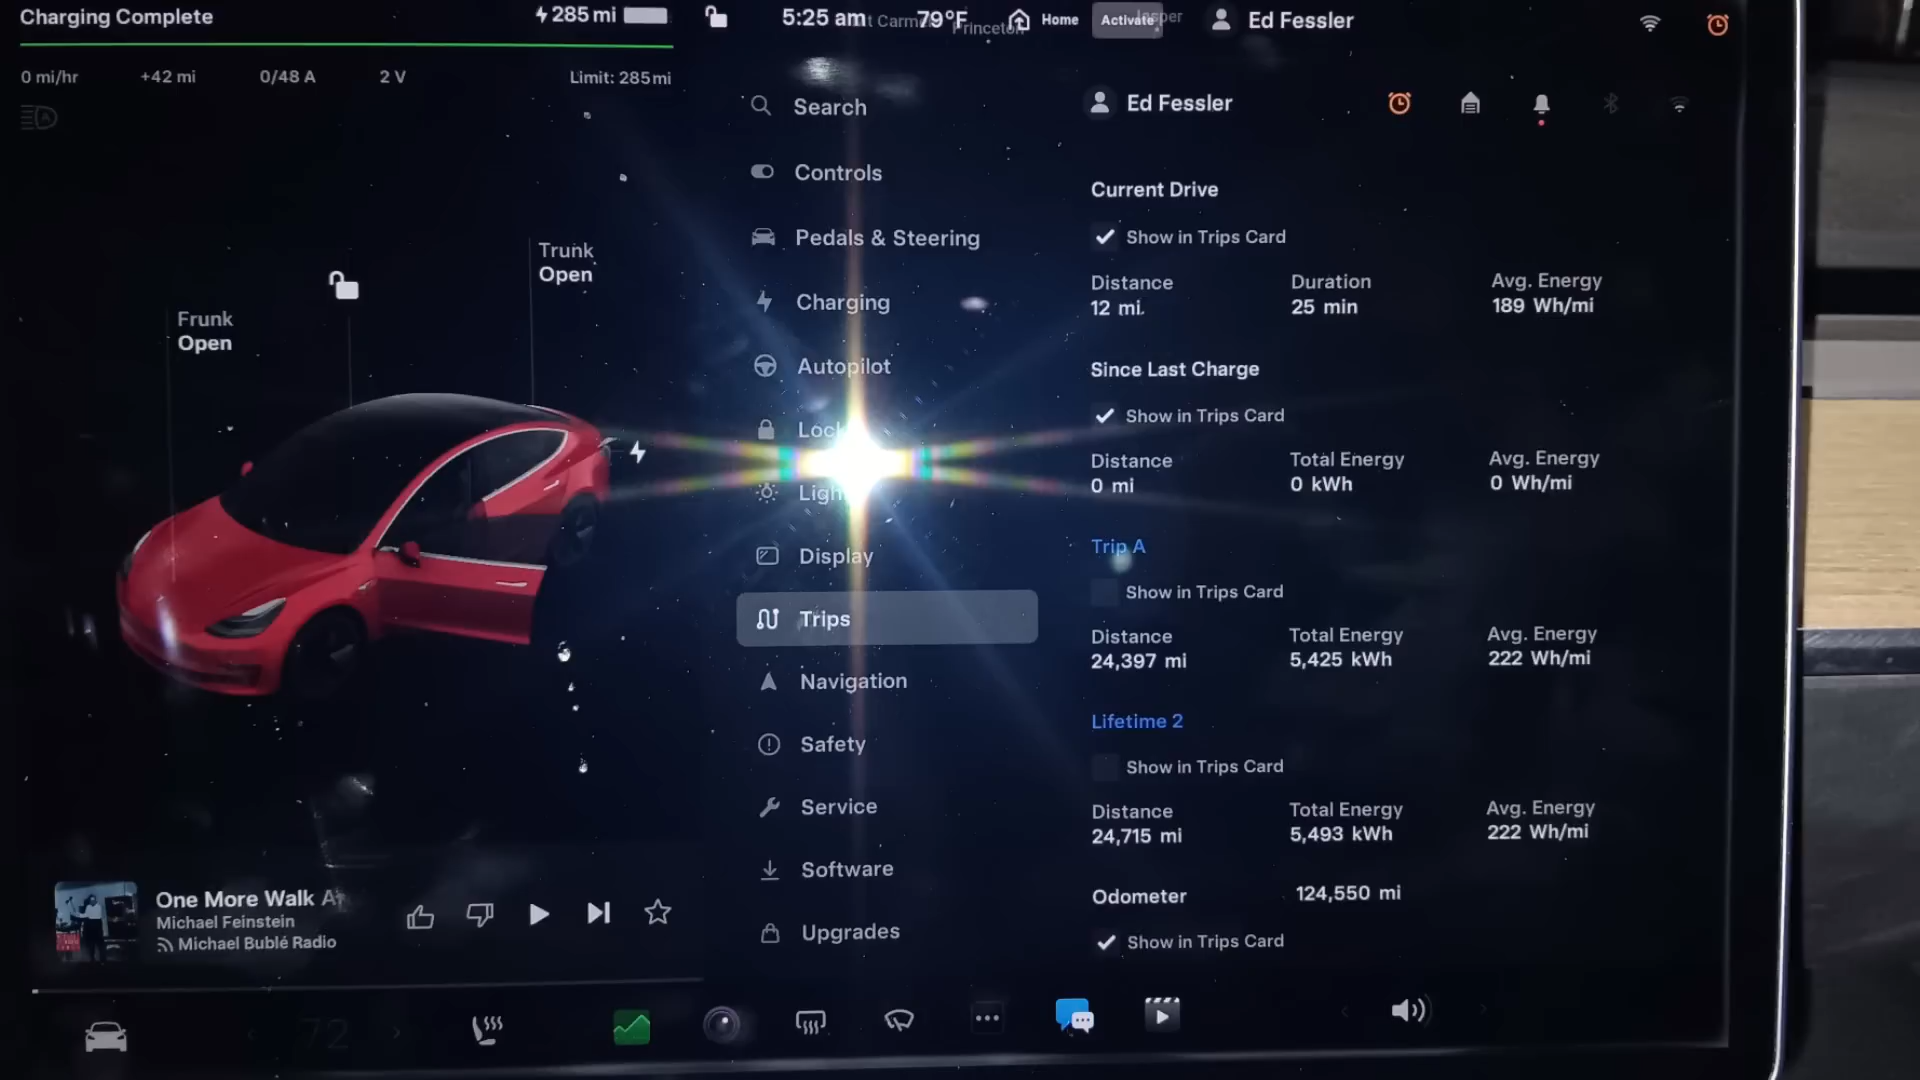 Charging Complete
285 mi
5:25 am
79°F
Princeton
Home
Activate
Ed Fessler
0 mi/hr
+42 mi
0/48 A
2 V
Limit: 285 mi
Trunk
Open
Frunk
Open
Search
Controls
Pedals & Steering
Charging
Autopilot
Display
Trips
Navigation
Safety
Service
Software
Upgrades
Ed Fessler
Current Drive
Show in Trips Card
Distance
12 mi
Duration
25 min
Avg. Energy
189 Wh/mi
Since Last Charge
Show in Trips Card
Distance
0 mi
Total Energy
0 kWh
Avg. Energy
0 Wh/mi
Trip A
Show in Trips Card
Distance
24,397 mi
Total Energy
5,425 kWh
Avg. Energy
222 Wh/mi
Lifetime 2
Show in Trips Card
Distance
24,715 mi
Total Energy
5,493 kWh
Avg. Energy
222 Wh/mi
Odometer
124,550 mi
Show in Trips Card
One More Walk
Michael Feinstein
Michael Bublé Radio
72